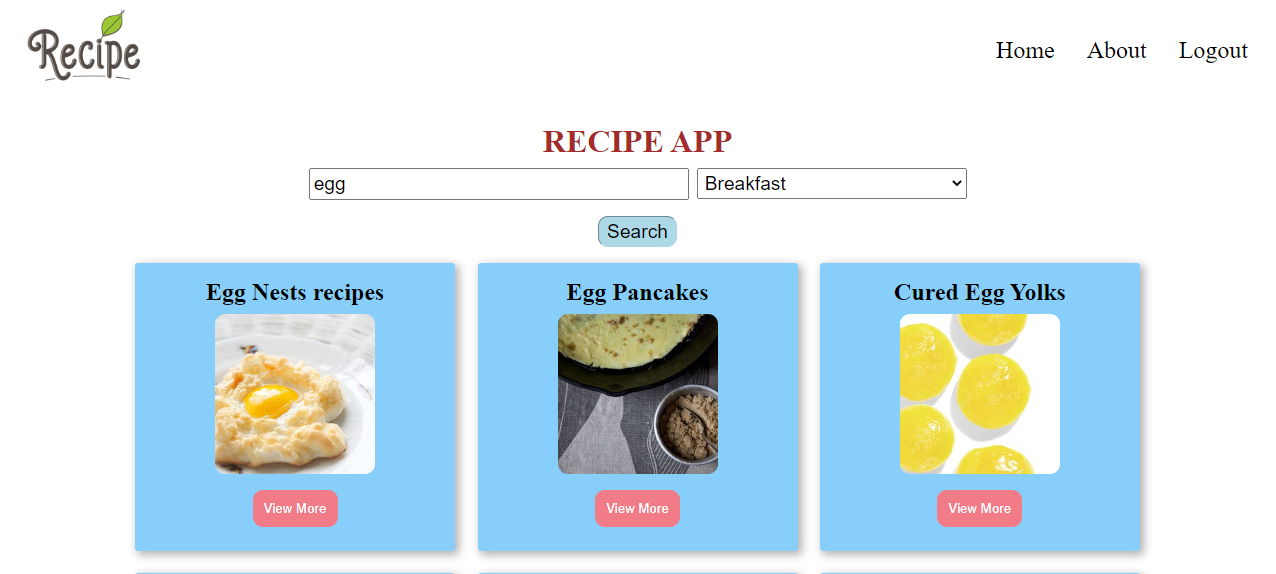 Recipe
Home About Logout
RECIPE APP
egg Breakfast
Search
Egg Nests recipes Egg Pancakes Cured Egg Yolks
View More View More View More